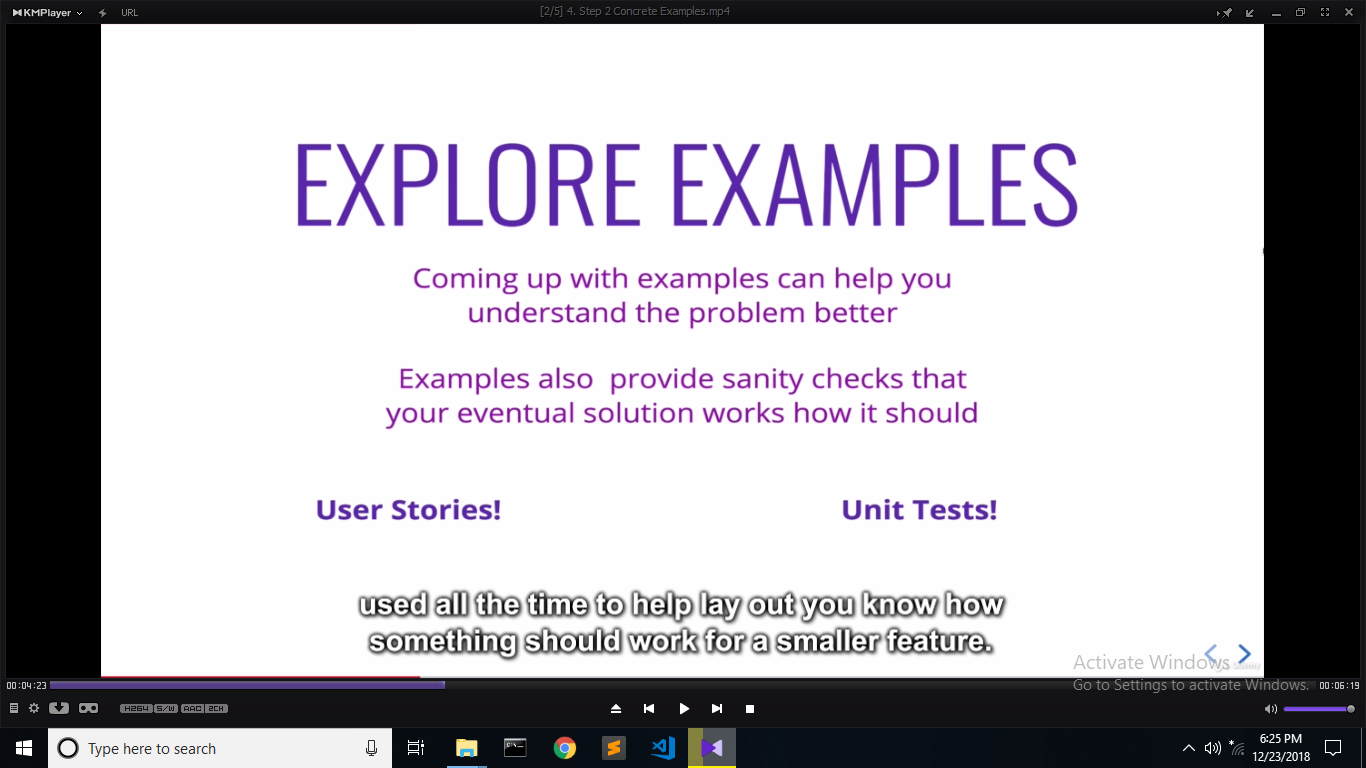 KMPlayer
URL
[2/5] 4. Step 2 Concrete Examples.mp4
EXPLORE EXAMPLES
Coming up with examples can help you
understand the problem better
Examples also provide sanity checks that
your eventual solution works how it should
User Stories!
Unit Tests!
used all the time to help lay out you know how
something should work for a smaller feature.
Activate Windows
Go to Settings to activate Windows.
00:04:23
00:06:19
H264 S/W AAC 2CH
Type here to search
6:25 PM
12/23/2018